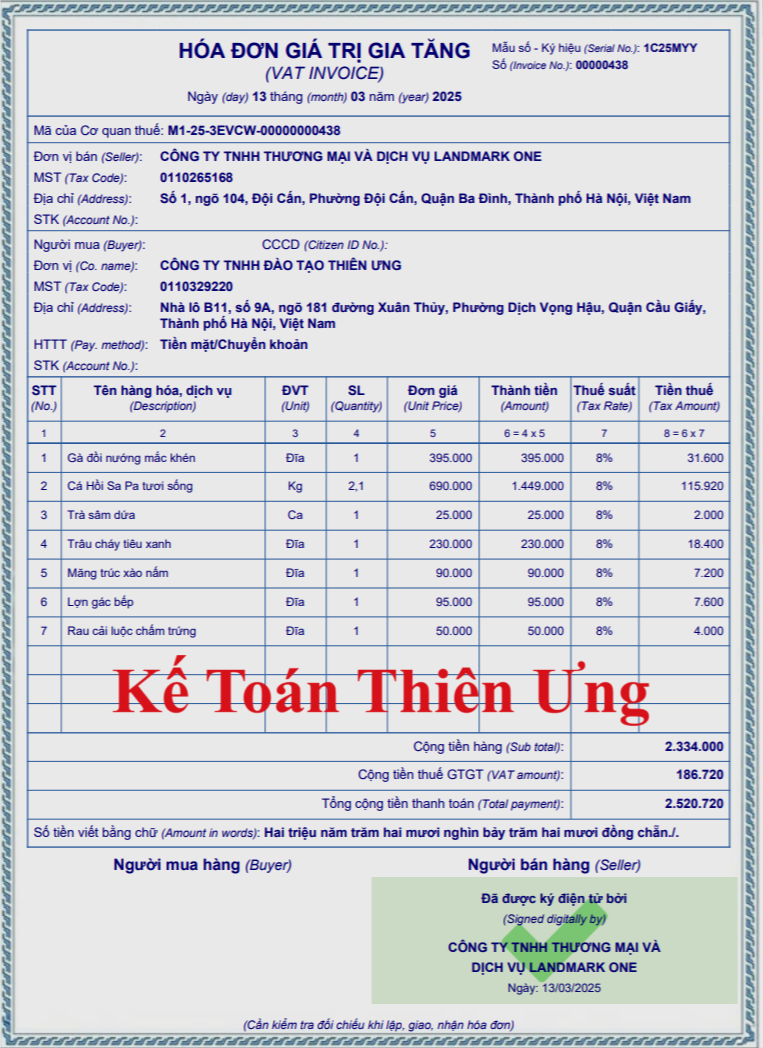 HÓA ĐƠN GIÁ TRỊ GIA TĂNG
(VAT INVOICE)
Ngày (day) 13 tháng (month) 03 năm (year) 2025
Mẫu số - Ký hiệu (Serial No.): 1C25MYY
Số (Invoice No.): 00000438
Mã của Cơ quan thuế: M1-25-3EVCW-00000000438
Đơn vị bán (Seller): CÔNG TY TNHH THƯƠNG MẠI VÀ DỊCH VỤ LANDMARK ONE
MST (Tax Code): 0110265168
Địa chỉ (Address): Số 1, ngõ 104, Đội Cấn, Phường Đội Cấn, Quận Ba Đình, Thành phố Hà Nội, Việt Nam
STK (Account No.):
Người mua (Buyer): CCCD (Citizen ID No.):
Đơn vị (Co. name): CÔNG TY TNHH ĐÀO TẠO THIÊN ƯNG
MST (Tax Code): 0110329220
Địa chỉ (Address): Nhà lô B11, số 9A, ngõ 181 đường Xuân Thủy, Phường Dịch Vọng Hậu, Quận Cầu Giấy,
Thành phố Hà Nội, Việt Nam
HTTT (Pay. method): Tiền mặt/Chuyển khoản
STK (Account No.):
STT Tên hàng hóa, dịch vụ ĐVT SL Đơn giá Thành tiền Thuế suất Tiền thuế
(No.) (Description) (Unit) (Quantity) (Unit Price) (Amount) (Tax Rate) (Tax Amount)
1 2 3 4 5 6 = 4 x 5 7 8 = 6 x 7
1 Gà đồi nướng mắc khén Đĩa 1 395.000 395.000 8% 31.600
2 Cá Hồi Sa Pa tươi sống Kg 2,1 690.000 1.449.000 8% 115.920
3 Trà sâm dứa Ca 1 25.000 25.000 8% 2.000
4 Trâu cháy tiêu xanh Đĩa 1 230.000 230.000 8% 18.400
5 Măng trúc xào nấm Đĩa 1 90.000 90.000 8% 7.200
6 Lợn gác bếp Đĩa 1 95.000 95.000 8% 7.600
7 Rau cải luộc chấm trứng Đĩa 1 50.000 50.000 8% 4.000
Kế Toán Thiên Ưng
Cộng tiền hàng (Sub total): 2.334.000
Cộng tiền thuế GTGT (VAT amount): 186.720
Tổng cộng tiền thanh toán (Total payment): 2.520.720
Số tiền viết bằng chữ (Amount in words): Hai triệu năm trăm hai mươi nghìn bảy trăm hai mươi đồng chẵn./.
Người mua hàng (Buyer) Người bán hàng (Seller)
Đã được ký điện tử bởi
(Signed digitally by)
CÔNG TY TNHH THƯƠNG MẠI VÀ
DỊCH VỤ LANDMARK ONE
Ngày: 13/03/2025
(Cần kiểm tra đối chiếu khi lập, giao, nhận hóa đơn)